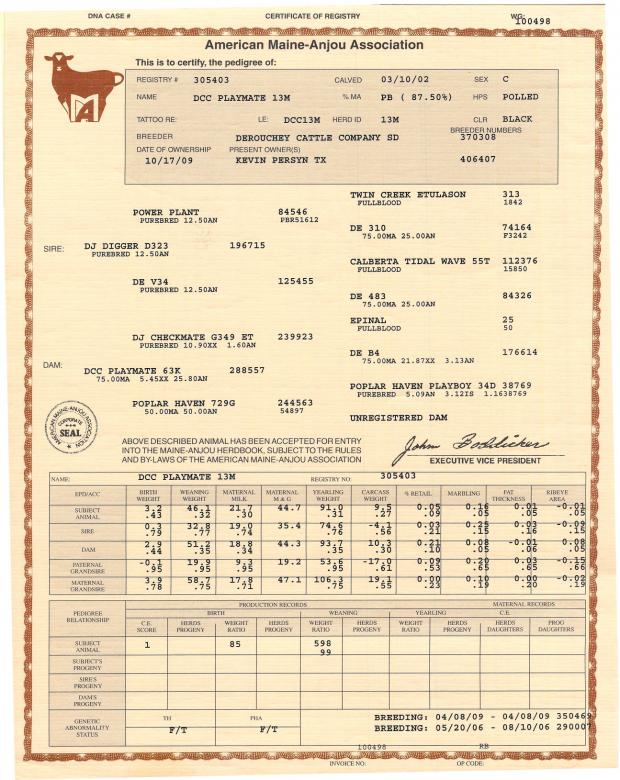 DNA CASE # CERTIFICATE OF REGISTRY WG: 100498
American Maine-Anjou Association
This is to certify, the pedigree of:
REGISTRY # 305403 CALVED 03/10/02 SEX C
NAME DCC PLAYMATE 13M % MA PB ( 87.50%) HPS POLLED
TATTOO RE: LE: DCC13M HERD ID 13M CLR BLACK
BREEDER DEROUCHEY CATTLE COMPANY SD BREEDER NUMBERS 370308
DATE OF OWNERSHIP PRESENT OWNER(S)
10/17/09 KEVIN PERSYN TX 406407
TWIN CREEK ETULASON 313
FULLBLOOD 1842
POWER PLANT 84546
PUREBRED 12.50AN PBR51612
DE 310 74164
75.00MA 25.00AN F3242
SIRE: DJ DIGGER D323 196715
PUREBRED 12.50AN
CALBERTA TIDAL WAVE 55T 112376
FULLBLOOD 15850
DE V34 125455
PUREBRED 12.50AN
DE 483 84326
75.00MA 25.00AN
EPINAL 25
FULLBLOOD 50
DJ CHECKMATE G349 ET 239923
PUREBRED 10.90XX 1.60AN
DE B4 176614
75.00MA 21.87XX 3.13AN
DAM: DCC PLAYMATE 63K 288557
75.00MA 5.45XX 25.80AN
POPLAR HAVEN PLAYBOY 34D 38769
PUREBRED 5.09AN 3.12IS 1.1638769
POPLAR HAVEN 729G 244563
50.00MA 50.00AN 54897
UNREGISTERED DAM
AMERICAN MAINE-ANJOU ASSOCIATION
CORPORATE
SEAL
ABOVE DESCRIBED ANIMAL HAS BEEN ACCEPTED FOR ENTRY
INTO THE MAINE-ANJOU HERDBOOK, SUBJECT TO THE RULES
AND BY-LAWS OF THE AMERICAN MAINE-ANJOU ASSOCIATION
John Boddicker
EXECUTIVE VICE PRESIDENT
NAME: DCC PLAYMATE 13M REGISTRY NO: 305403
EPD/ACC BIRTH WEIGHT WEANING WEIGHT MATERNAL MILK MATERNAL M & G YEARLING WEIGHT CARCASS WEIGHT % RETAIL MARBLING FAT THICKNESS RIBEYE AREA
SUBJECT 3.2 46.1 21.7 44.7 91.0 9.5 0.05 0.16 0.01 -0.01
ANIMAL .43 .32 .30 .31 .27 .09 .05 .05 .05
SIRE 0.3 32.8 19.0 35.4 74.6 -4.1 0.03 0.25 0.03 -0.09
.79 .77 .74 .76 .56 .21 .15 .16 .15
DAM 2.9 51.2 18.8 44.3 93.7 10.3 0.21 0.08 -0.01 0.08
.44 .35 .34 .35 .30 .10 .05 .06 .05
PATERNAL -0.1 19.9 9.3 19.2 53.6 -17.0 0.09 0.20 0.03 -0.15
GRANDSIRE .95 .95 .95 .95 .61 .53 .65 .65 .66
MATERNAL 3.9 58.7 17.8 47.1 106.3 19.1 0.00 0.10 0.00 -0.02
GRANDSIRE .78 .75 .71 .75 .55 .23 .19 .20 .19
PEDIGREE RELATIONSHIP PRODUCTION RECORDS MATERNAL RECORDS
BIRTH WEANING YEARLING C.E.
C.E. SCORE HERDS PROGENY WEIGHT RATIO HERDS PROGENY WEIGHT RATIO HERDS PROGENY WEIGHT RATIO HERDS PROGENY HERDS DAUGHTERS PROG DAUGHTERS
SUBJECT ANIMAL 1 85 598
99
SUBJECT'S PROGENY
SIRE'S PROGENY
DAM'S PROGENY
GENETIC ABNORMALITY STATUS TH PHA
F/T F/T
BREEDING: 04/08/09 - 04/08/09 350469
BREEDING: 05/20/06 - 08/10/06 290007
100498 RB
INVOICE NO: OP CODE: